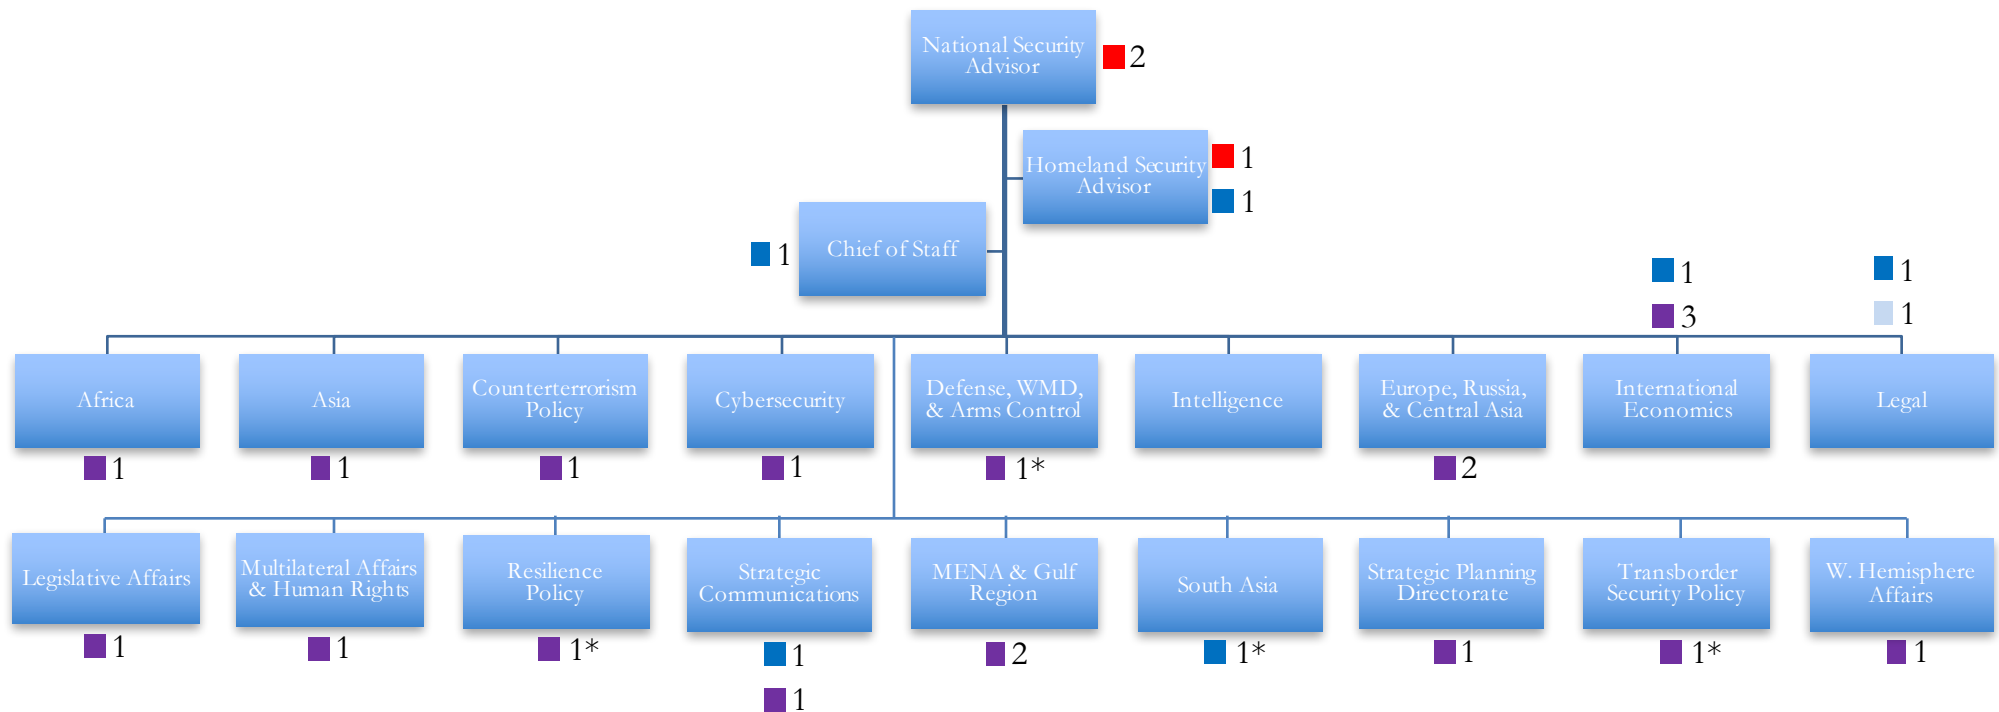 National Security
Advisor
2
Homeland Security
Advisor
1
1
Chief of Staff
1
1
3
1
1
Africa
1
Asia
1
Counterterrorism
Policy
1
Cybersecurity
1
Defense, WMD,
& Arms Control
1*
Intelligence
Europe, Russia,
& Central Asia
2
International
Economics
Legal
Legislative Affairs
1
Multilateral Affairs
& Human Rights
1
Resilience
Policy
1*
Strategic
Communications
1
1
MENA & Gulf
Region
2
South Asia
1*
Strategic Planning
Directorate
1
Transborder
Security Policy
1*
W. Hemisphere
Affairs
1